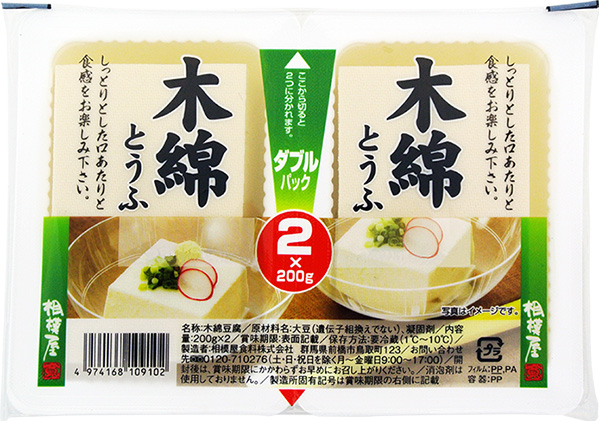 しっとりとした口あたりと
食感をお楽しみ下さい。
木綿
とうふ
ここから切ると
2つに分かれます。
ダブル
パック
2
×
200g
しっとりとした口あたりと
食感をお楽しみ下さい。
木綿
とうふ
写真はイメージです。
相模屋
相模屋
4 974168 109102
名称:木綿豆腐/原材料名:大豆(遺伝子組換えでない)、凝固剤/内容
量:200g×2/賞味期限:表面記載/保存方法:要冷蔵(1℃〜10℃)
製造者:相模屋食料株式会社 群馬県前橋市鳥取町123/お問い合わせ
先:0120-710276(土・日・祝日を除く月〜金曜日9:00〜17:00)/開
封後は、賞味期限にかかわらずお早めにお召し上がりください。/消泡剤は
使用しておりません。/製造所固有記号は賞味期限の右側に記載
プラ
フィルム:PP,PA
容器:PP